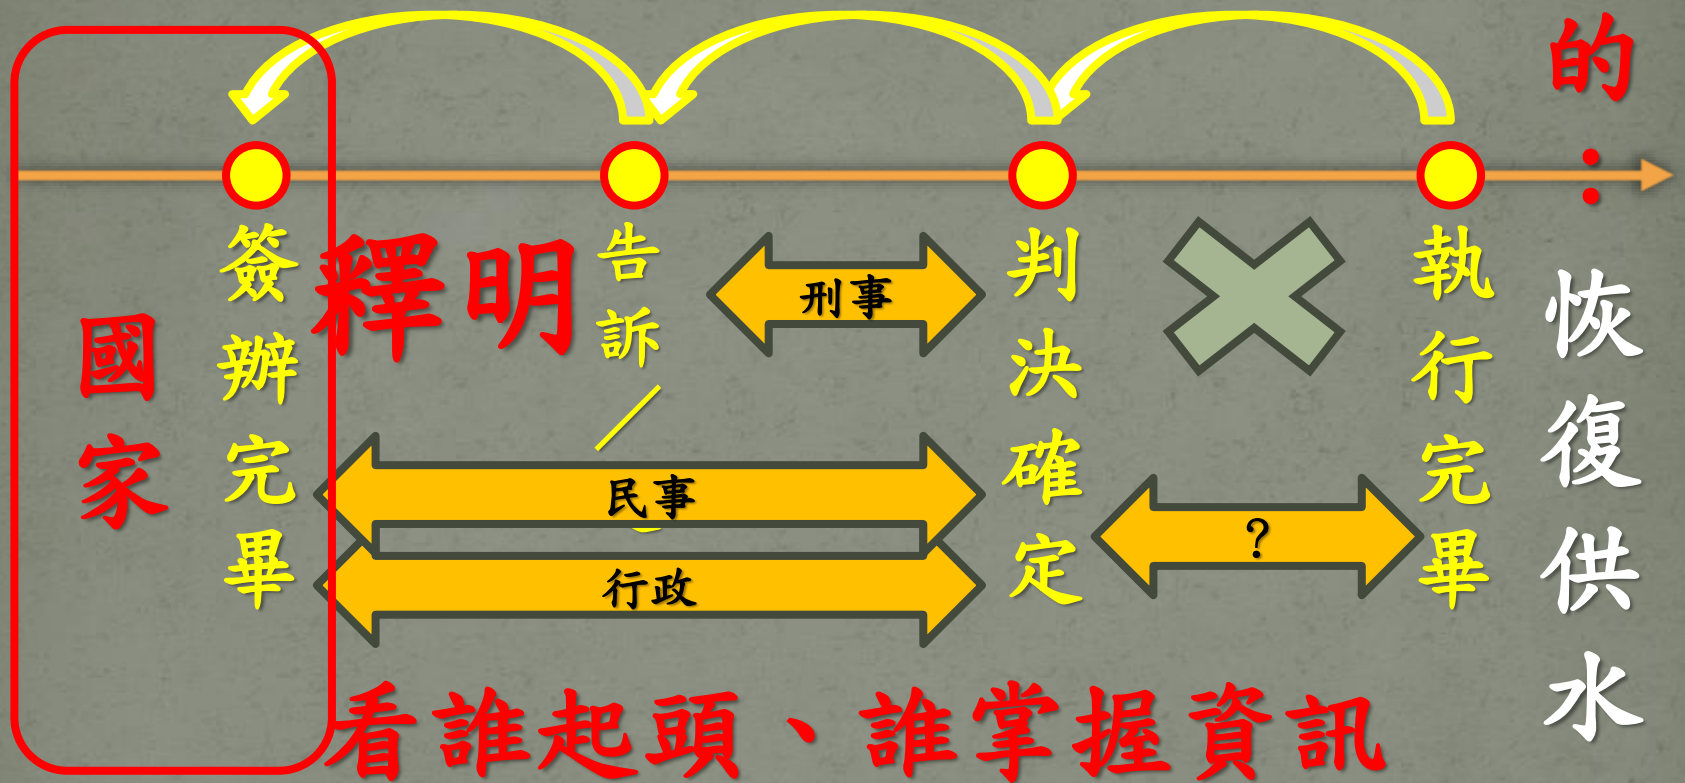 國家
簽辦完畢
釋明
告訴／
刑事
民事
行政
判決確定
?
執行完畢
的：恢復供水
看誰起頭、誰掌握資訊